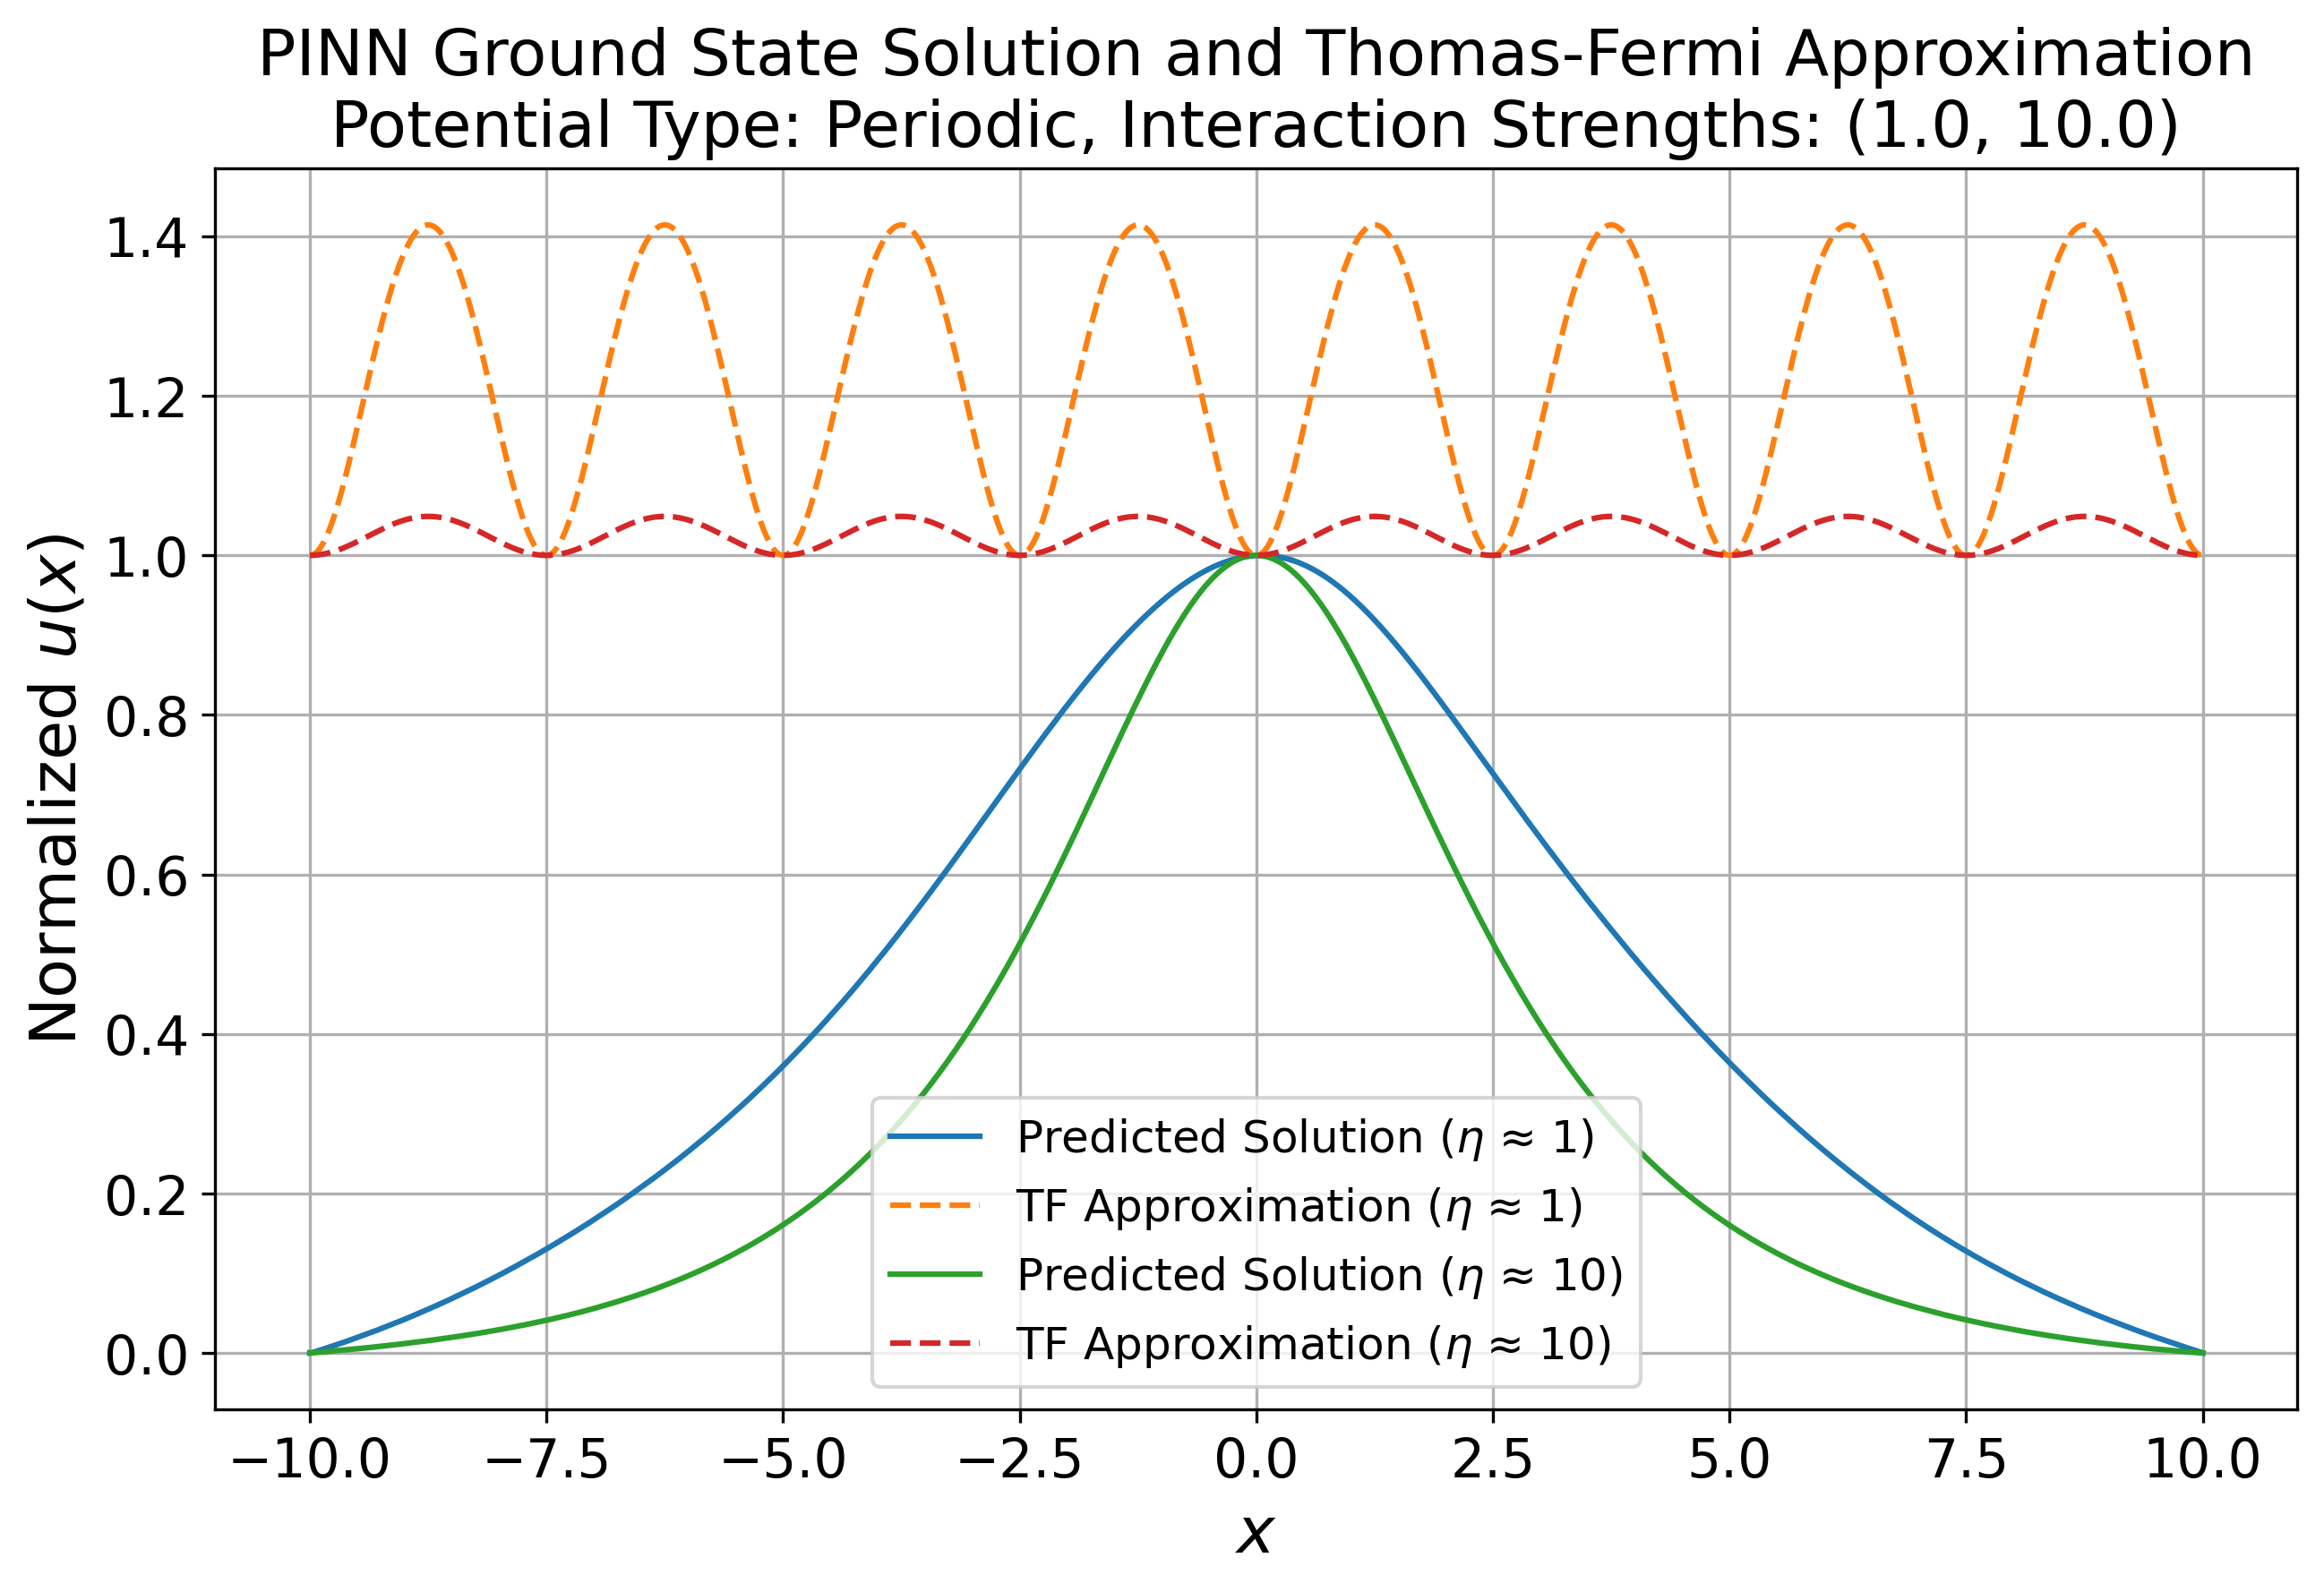 PINN Ground State Solution and Thomas-Fermi Approximation
Potential Type: Periodic, Interaction Strengths: (1.0, 10.0)
Normalized u(x)
1.4
1.2
1.0
0.8
0.6
0.4
0.2
0.0
Predicted Solution (η ≈ 1)
TF Approximation (η ≈ 1)
Predicted Solution (η ≈ 10)
TF Approximation (η ≈ 10)
−10.0 −7.5 −5.0 −2.5 0.0 2.5 5.0 7.5 10.0
x